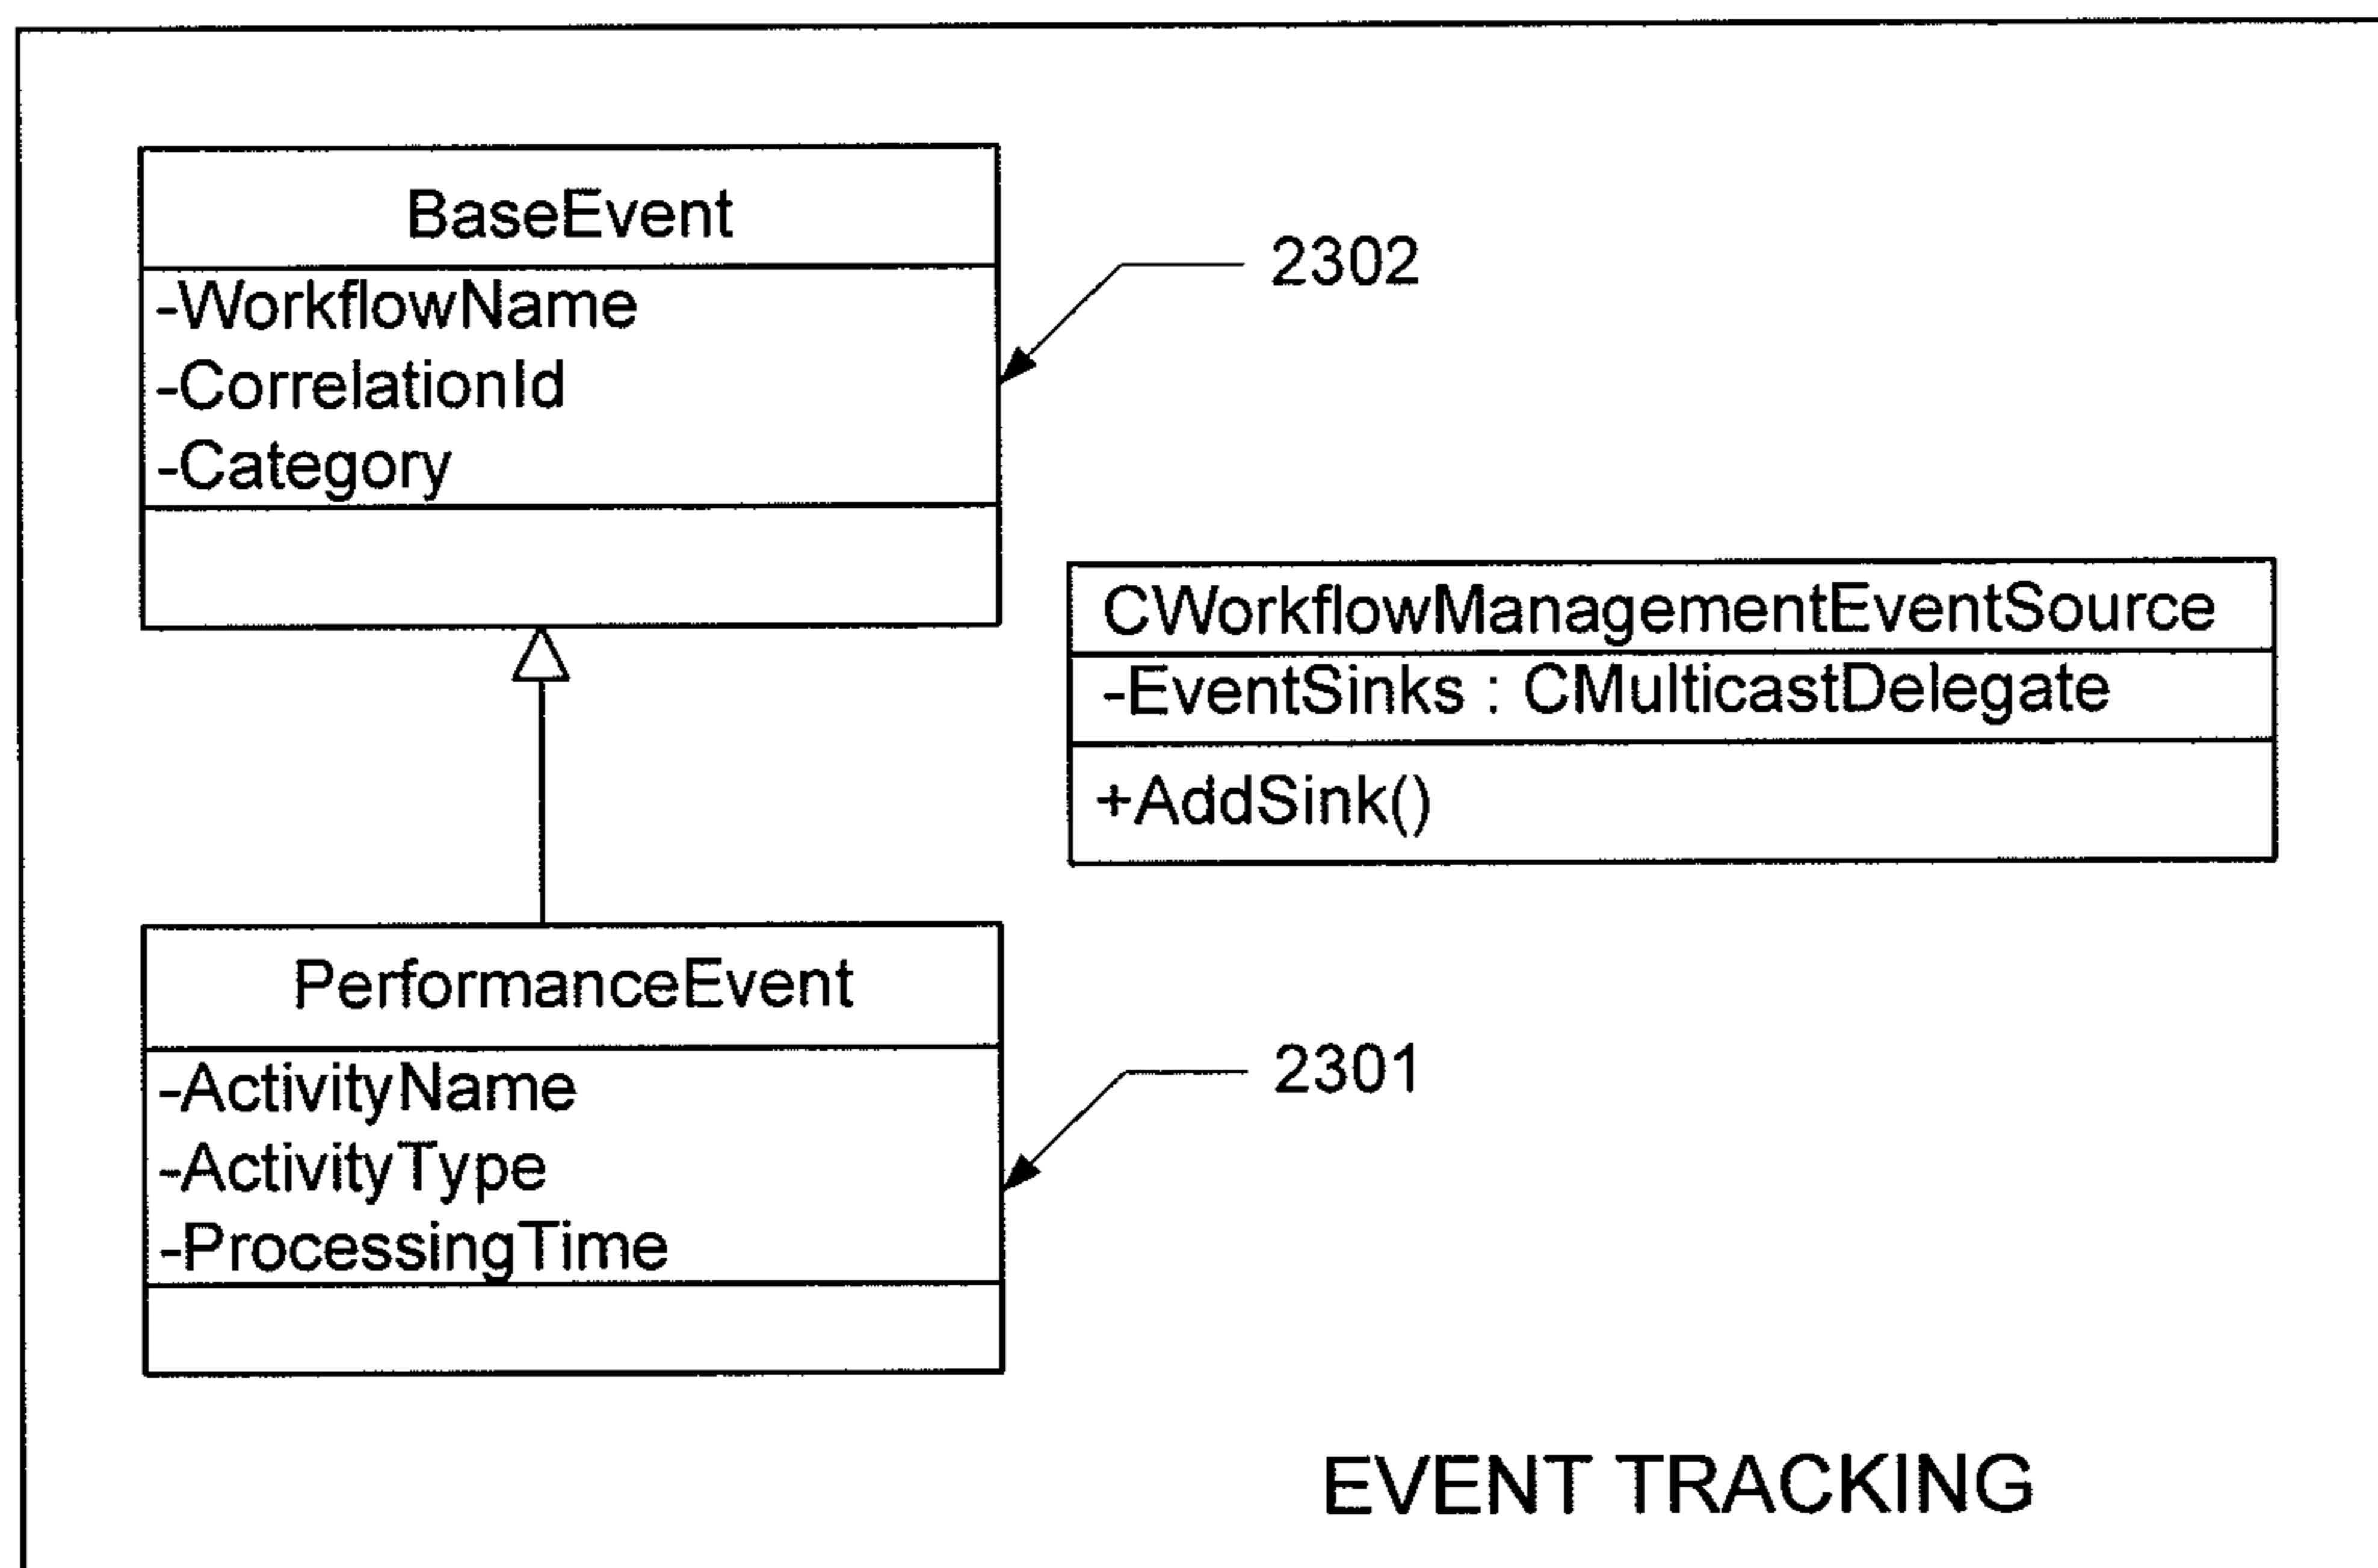 BaseEvent
-WorkflowName
-CorrelationId
-Category
2302
CWorkflowManagementEventSource
-EventSinks : CMulticastDelegate
+AddSink()
PerformanceEvent
-ActivityName
-ActivityType
-ProcessingTime
2301
EVENT TRACKING